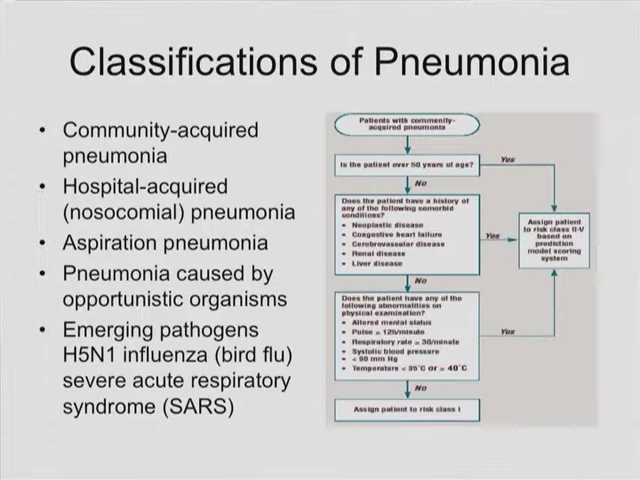 Classifications of Pneumonia
• Community-acquired
pneumonia
• Hospital-acquired
(nosocomial) pneumonia
• Aspiration pneumonia
• Pneumonia caused by
opportunistic organisms
• Emerging pathogens
H5N1 influenza (bird flu)
severe acute respiratory
syndrome (SARS)
Patients with community-
acquired pneumonia
Is the patient over 50 years of age?
Yes
No
Does the patient have a history of
any of the following comorbid
conditions?
• Neoplastic disease
• Congestive heart failure
• Cerebrovascular disease
• Renal disease
• Liver disease
Yes
Assign patient
to risk class II-V
based on
prediction
model scoring
system
No
Does the patient have any of the
following abnormalities on
physical examination?
• Altered mental status
• Pulse = 125/minute
• Respiratory rate = 30/minute
• Systolic blood pressure
• < 90 mm Hg
• Temperature < 35°C or = 40°C
Yes
No
Assign patient to risk class I